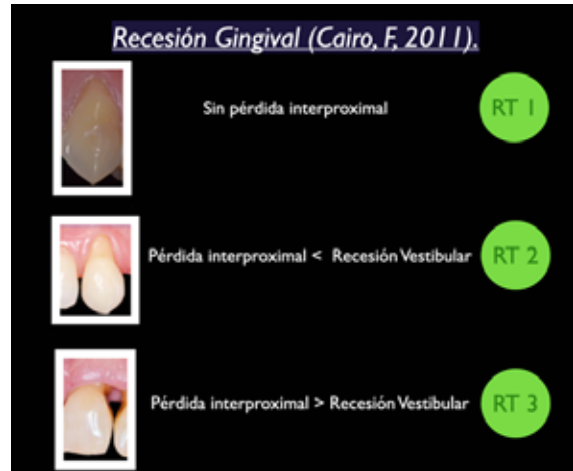 Recesión Gingival (Cairo, F, 2011).
Sin pérdida interproximal RT 1
Pérdida interproximal < Recesión Vestibular RT 2
Pérdida interproximal > Recesión Vestibular RT 3